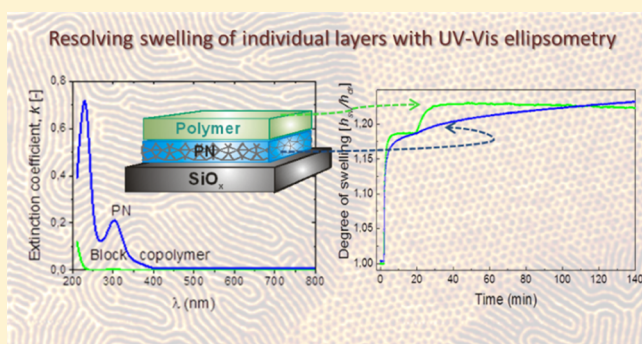 Resolving swelling of individual layers with UV-Vis ellipsometry
Extinction coefficient, k [-]
0,8
0,6
0,4
0,2
0,0
200 300 400 500 600 700 800
λ (nm)
PN
Block copolymer
Polymer
PN
SiOx
Degree of swelling [hsw/hdr]
1.20
1.15
1.10
1.05
1.00
0 20 40 60 80 100 120 140
Time (min)